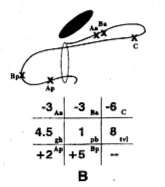 Aa Ba
C
Bp
Ap
-3 Aa -3 Ba -6 C
4.5 gh 1 pb 8 tvl
+2 Ap +5 Bp --
B